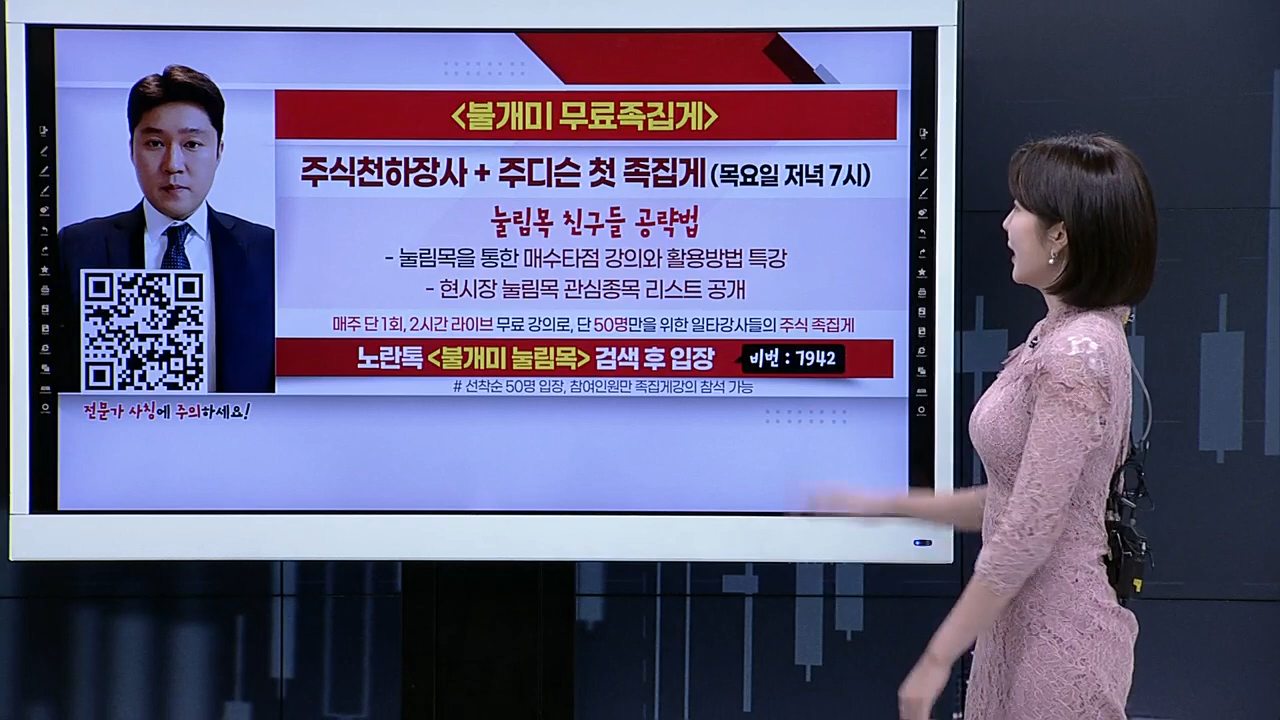 <불개미 무료족집게>
주식천하장사 + 주디슨 첫 족집게 (목요일 저녁 7시)
눌림목 친구들 공략법
- 눌림목을 통한 매수타점 강의와 활용방법 특강
- 현시장 눌림목 관심종목 리스트 공개
매주 단 1회, 2시간 라이브 무료 강의로, 단 50명만을 위한 일타강사들의 주식 족집게
노란톡 <불개미 눌림목> 검색 후 입장 비번 : 7942
# 선착순 50명 입장, 참여인원만 족집게강의 참석 가능
전문가 사칭에 주의하세요!